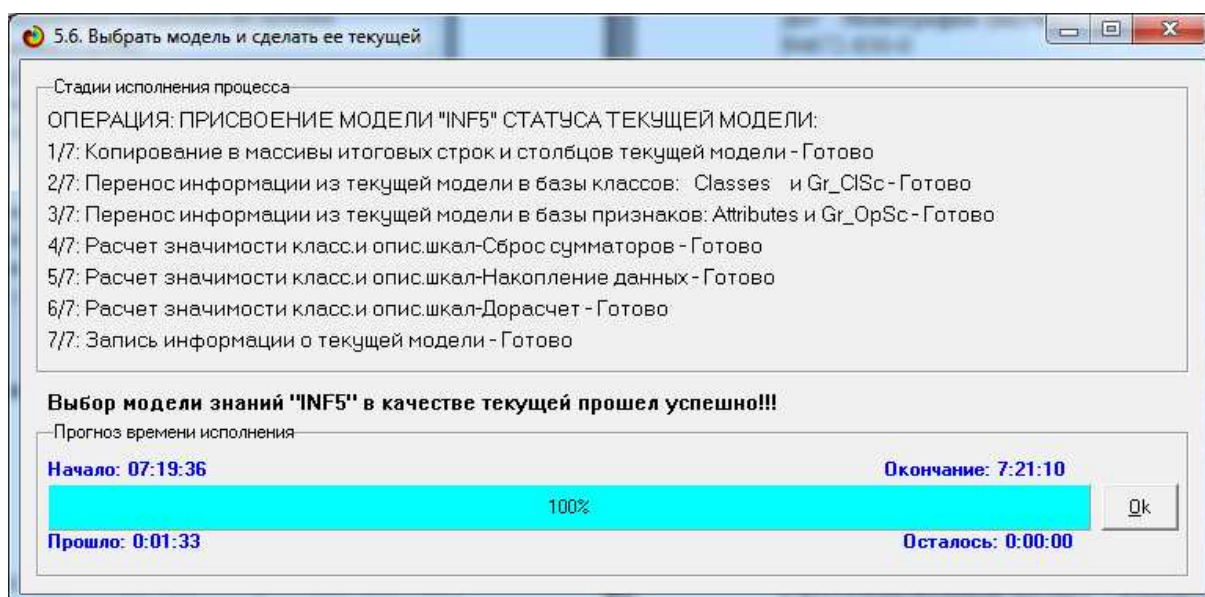 5.6. Выбрать модель и сделать ее текущей
Стадии исполнения процесса
ОПЕРАЦИЯ: ПРИСВОЕНИЕ МОДЕЛИ "INF5" СТАТУСА ТЕКУЩЕЙ МОДЕЛИ:
1/7: Копирование в массивы итоговых строк и столбцов текущей модели - Готово
2/7: Перенос информации из текущей модели в базы классов: Classes и Gr_ClSc - Готово
3/7: Перенос информации из текущей модели в базы признаков: Attributes и Gr_OpSc - Готово
4/7: Расчет значимости класс.и опис.шкал-Сброс сумматоров - Готово
5/7: Расчет значимости класс.и опис.шкал-Накопление данных - Готово
6/7: Расчет значимости класс.и опис.шкал-Дорасчет - Готово
7/7: Запись информации о текущей модели - Готово
Выбор модели знаний "INF5" в качестве текущей прошел успешно!!!
Прогноз времени исполнения
Начало: 07:19:36 Окончание: 7:21:10
100% Ok
Прошло: 0:01:33 Осталось: 0:00:00